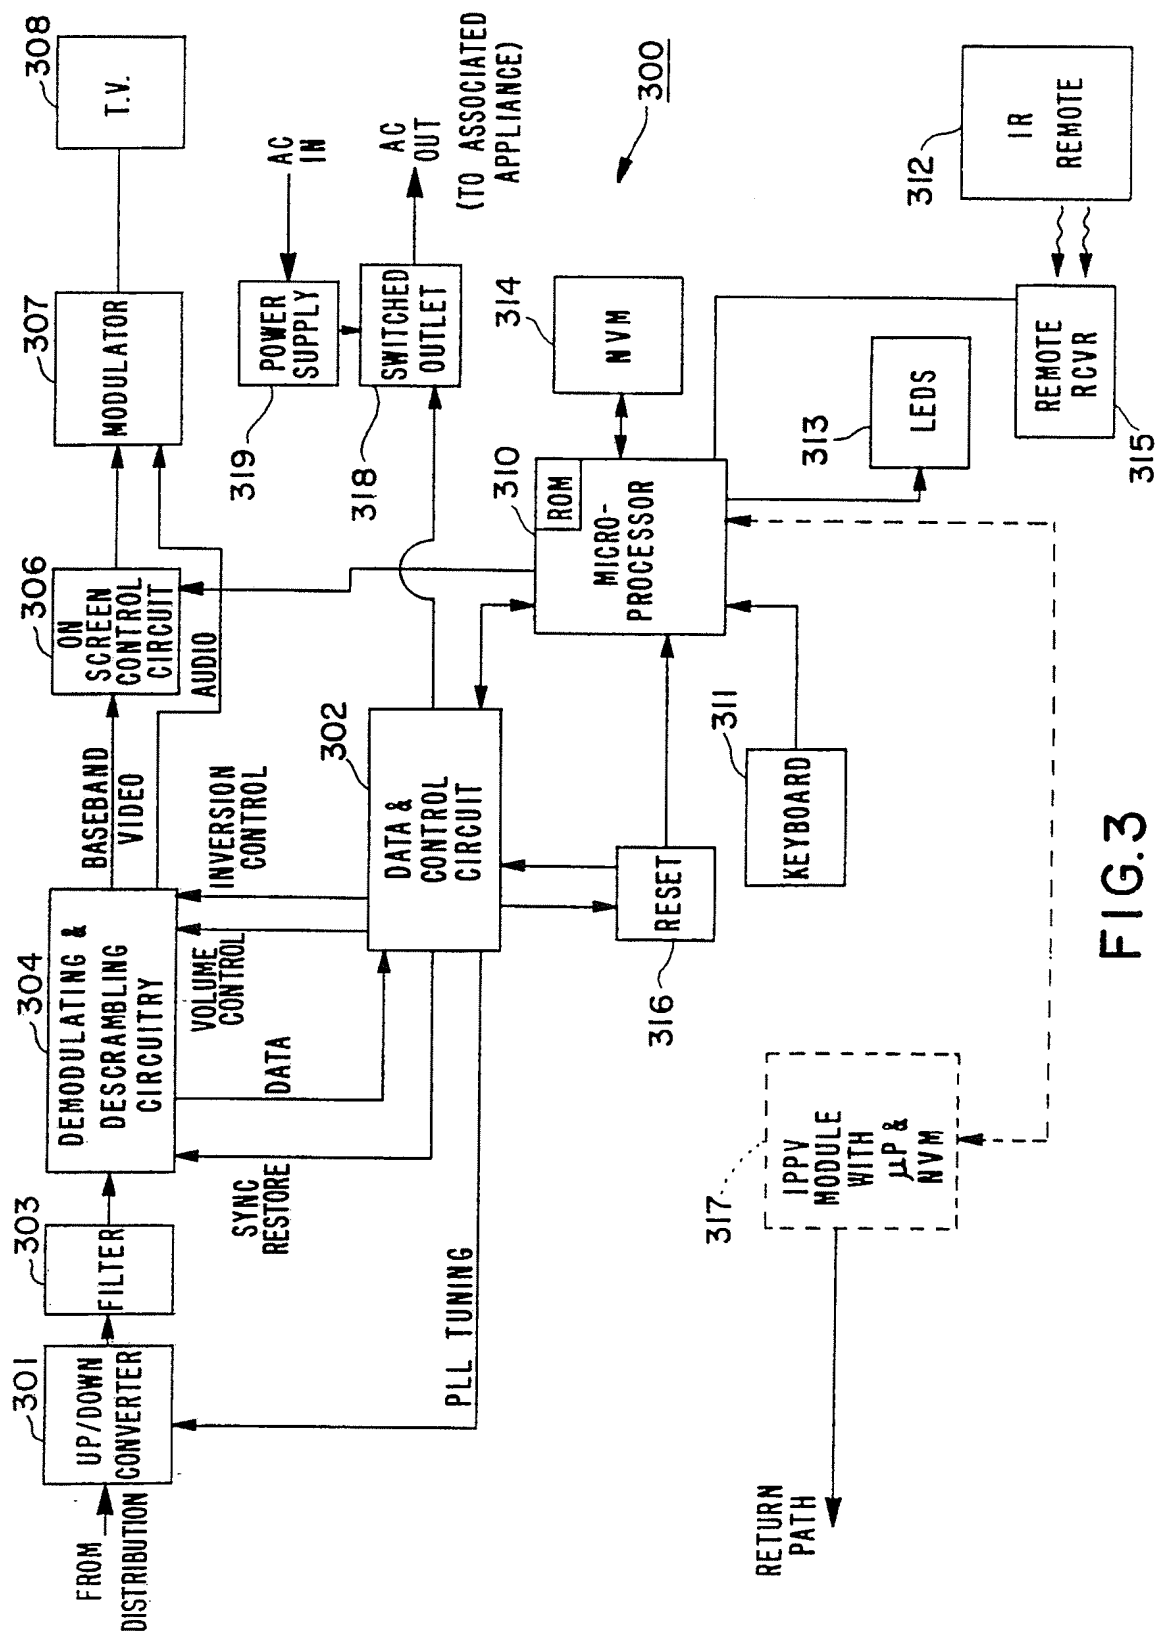 301
UP/DOWN
CONVERTER
FROM
DISTRIBUTION
303
FILTER
304
DEMODULATING &
DESCRAMBLING
CIRCUITRY
BASEBAND
VIDEO
AUDIO
306
ON
SCREEN
CONTROL
CIRCUIT
307
MODULATOR
308
T.V.
SYNC
RESTORE
DATA
VOLUME
CONTROL
INVERSION
CONTROL
PLL TUNING
302
DATA &
CONTROL
CIRCUIT
319
POWER
SUPPLY
AC
IN
318
SWITCHED
OUTLET
AC
OUT
(TO ASSOCIATED
APPLIANCE)
310
ROM
MICRO-
PROCESSOR
314
NVM
300
316
RESET
311
KEYBOARD
313
LEDS
312
IR
REMOTE
REMOTE
RCVR
315
317
IPPV
MODULE
WITH
μP &
NVM
RETURN
PATH
FIG.3